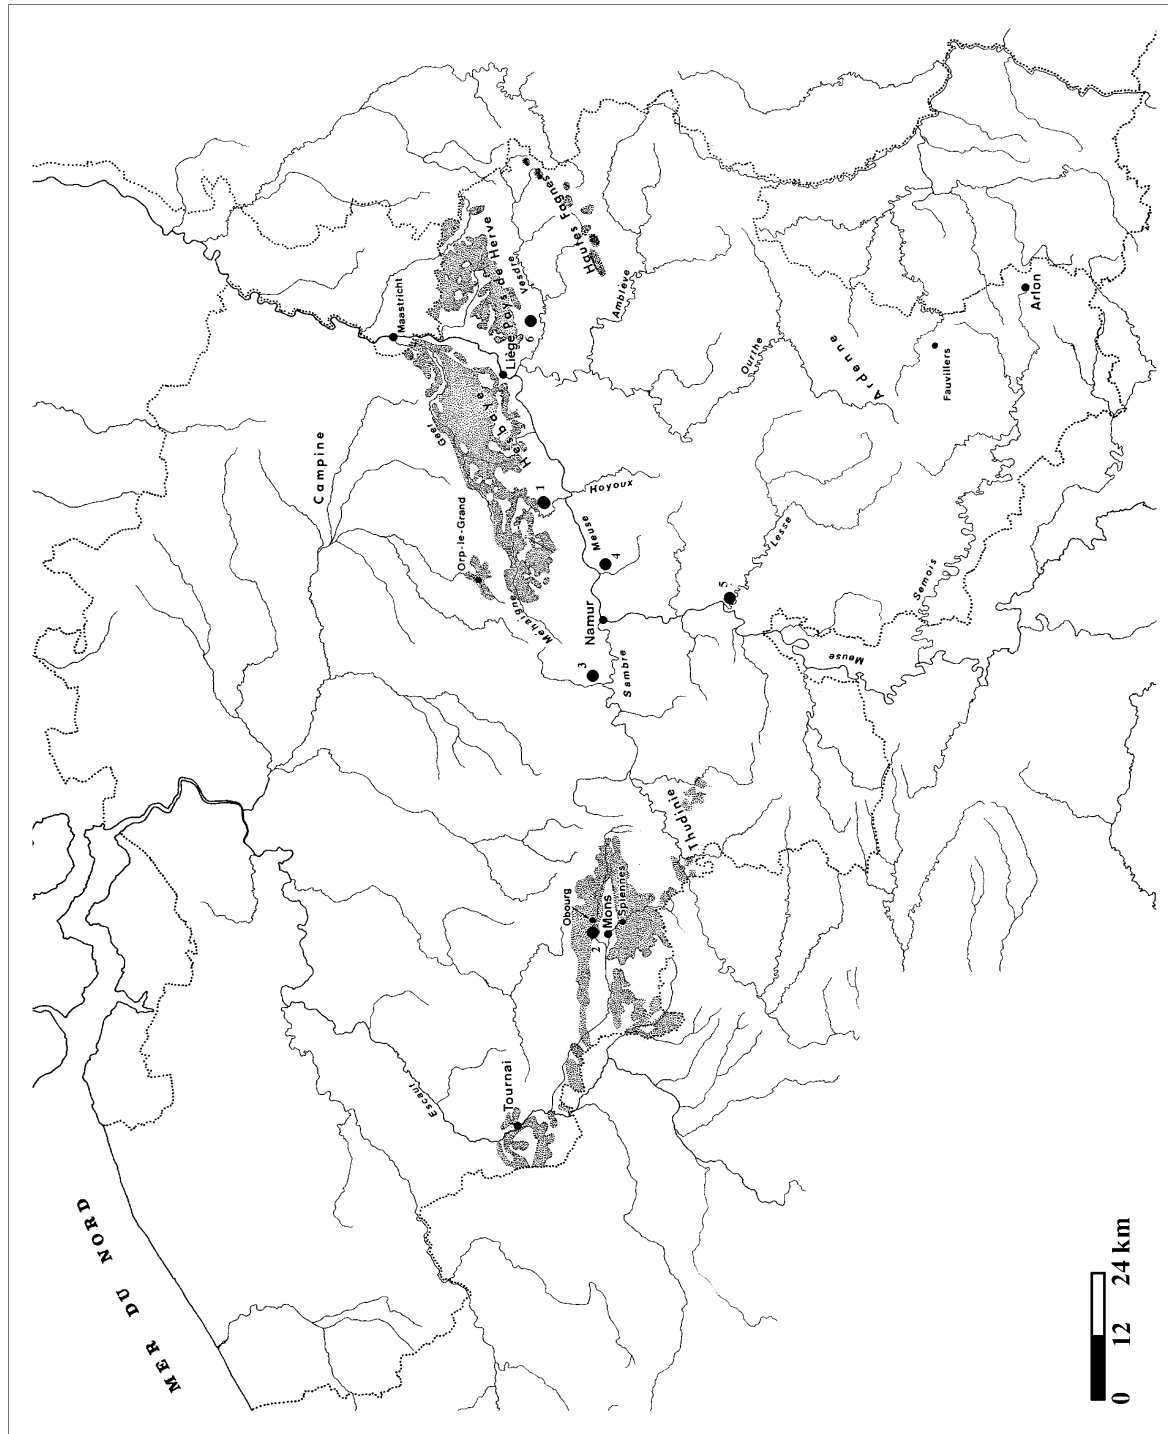 MER DU NORD
Campine
Maastricht
Geer
Hesbaye
Liège
Pays de Herve
Vesdre
Hautes Fagnes
6
Amblève
Orp-le-Grand
1
Hoyoux
Mehaigne
Meuse
4
Namur
3
Sambre
5
Lesse
Ourthe
Ardenne
Fauvillers
Arlon
Semois
Meuse
Escaut
Tournai
Obourg
2
Mons
Spiennes
Thudinie
0 12 24 km